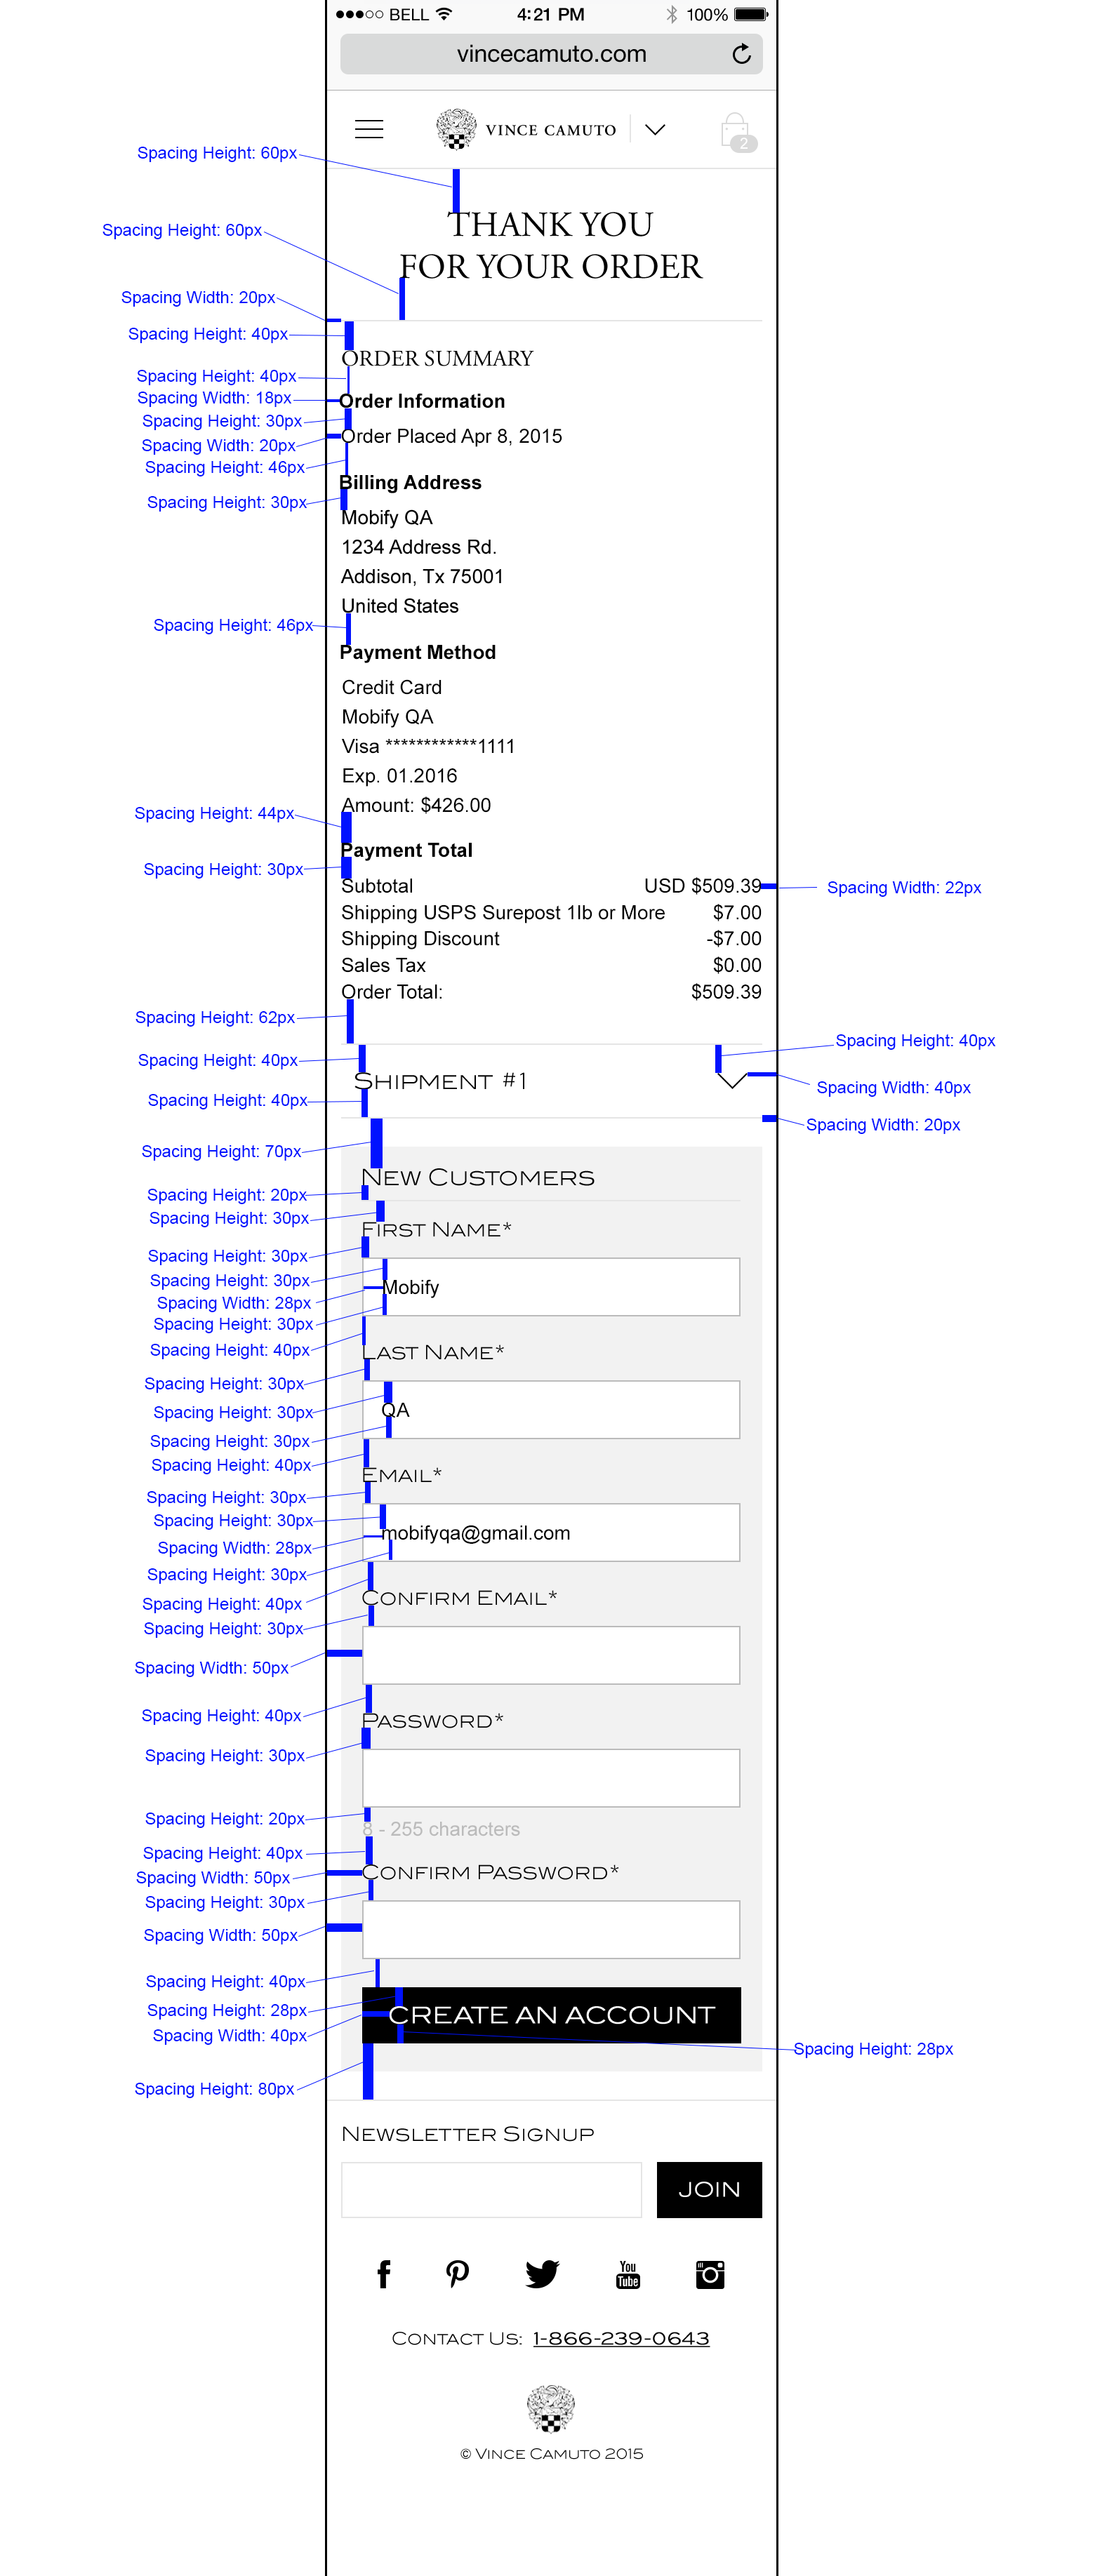 BELL 4:21 PM 100%
vincecamuto.com
VINCE CAMUTO 2
Spacing Height: 60px
THANK YOU
Spacing Height: 60px
FOR YOUR ORDER
Spacing Width: 20px
Spacing Height: 40px
ORDER SUMMARY
Spacing Height: 40px
Spacing Width: 18px
Order Information
Spacing Height: 30px
Order Placed Apr 8, 2015
Spacing Width: 20px
Spacing Height: 46px
Billing Address
Spacing Height: 30px
Mobify QA
1234 Address Rd.
Addison, Tx 75001
United States
Spacing Height: 46px
Payment Method
Credit Card
Mobify QA
Visa ************1111
Exp. 01.2016
Amount: $426.00
Spacing Height: 44px
Payment Total
Spacing Height: 30px
Subtotal USD $509.39
Spacing Width: 22px
Shipping USPS Surepost 1lb or More $7.00
Shipping Discount -$7.00
Sales Tax $0.00
Order Total: $509.39
Spacing Height: 62px
Spacing Height: 40px
Spacing Height: 40px
SHIPMENT #1
Spacing Width: 40px
Spacing Height: 40px
Spacing Width: 20px
Spacing Height: 70px
NEW CUSTOMERS
Spacing Height: 20px
Spacing Height: 30px
FIRST NAME*
Spacing Height: 30px
Spacing Height: 30px
Mobify
Spacing Width: 28px
Spacing Height: 30px
Spacing Height: 40px
LAST NAME*
Spacing Height: 30px
Spacing Height: 30px
QA
Spacing Height: 30px
Spacing Height: 40px
EMAIL*
Spacing Height: 30px
Spacing Height: 30px
mobifyqa@gmail.com
Spacing Width: 28px
Spacing Height: 30px
Spacing Height: 40px
CONFIRM EMAIL*
Spacing Height: 30px
Spacing Width: 50px
Spacing Height: 40px
PASSWORD*
Spacing Height: 30px
Spacing Height: 20px
8 - 255 characters
Spacing Height: 40px
Spacing Width: 50px
CONFIRM PASSWORD*
Spacing Height: 30px
Spacing Width: 50px
Spacing Height: 40px
Spacing Height: 28px
CREATE AN ACCOUNT
Spacing Width: 40px
Spacing Height: 28px
Spacing Height: 80px
NEWSLETTER SIGNUP
JOIN
You
Tube
CONTACT US: 1-866-239-0643
© VINCE CAMUTO 2015